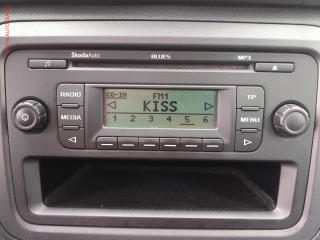 ŠkodaAuto BLUES MP3
RADIO CD-IN FM1 TP
KISS
MEDIA 1 2 3 4 5 6 MENU